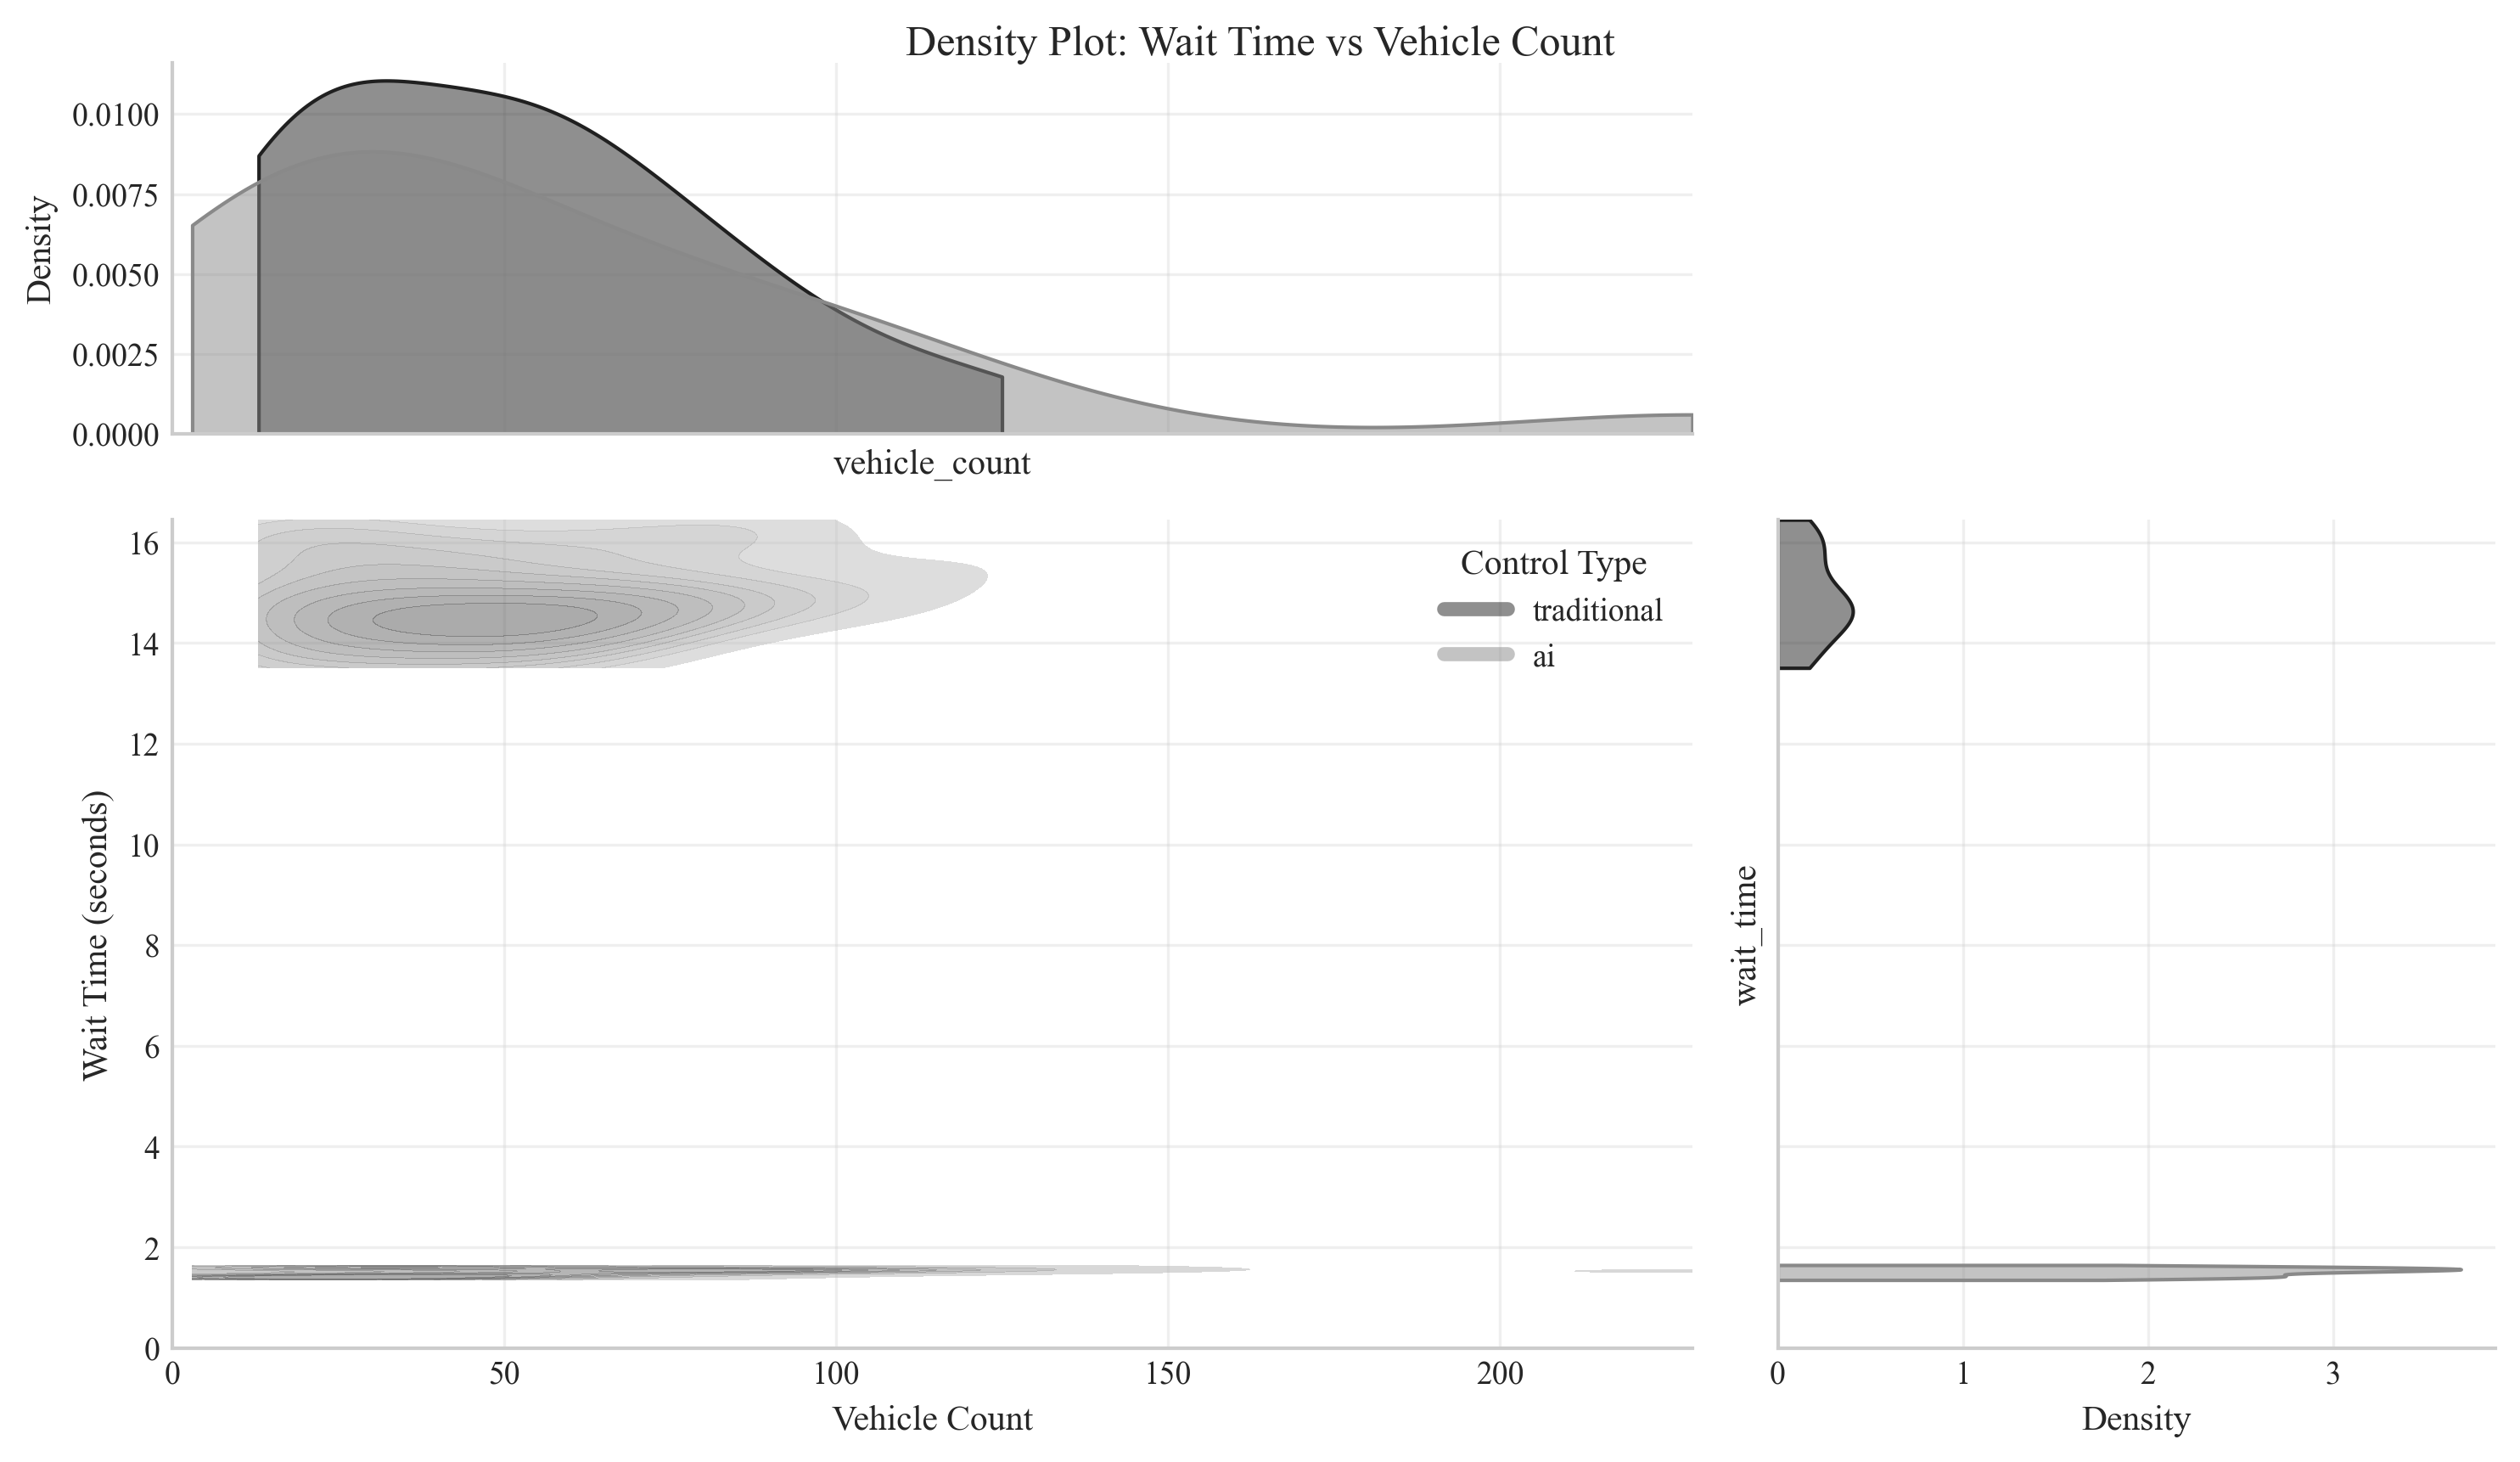 Density Plot: Wait Time vs Vehicle Count
Density
0.0100
0.0075
0.0050
0.0025
0.0000
vehicle_count
Wait Time (seconds)
16
14
12
10
8
6
4
2
0
0 50 100 150 200
Vehicle Count
Control Type
traditional
ai
wait_time
0 1 2 3
Density